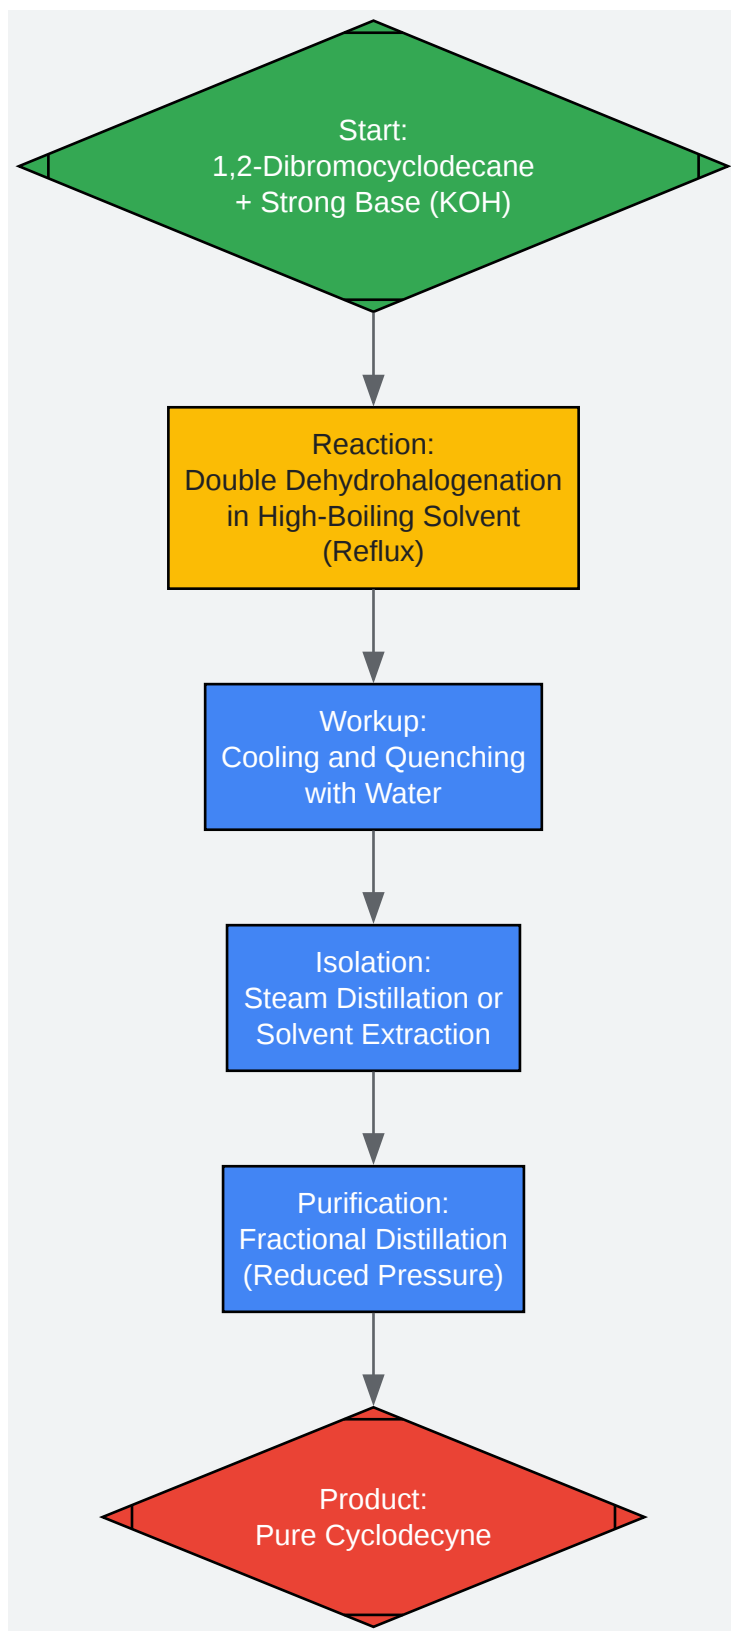 Start:
1,2-Dibromocyclodecane
+ Strong Base (KOH)
Reaction:
Double Dehydrohalogenation
in High-Boiling Solvent
(Reflux)
Workup:
Cooling and Quenching
with Water
Isolation:
Steam Distillation or
Solvent Extraction
Purification:
Fractional Distillation
(Reduced Pressure)
Product:
Pure Cyclodecyne